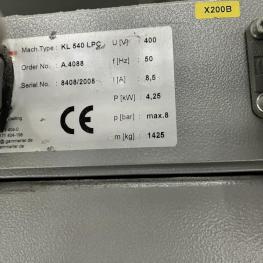 X200B
Mach.Type: KL 540 LPC U [V] : 400
Order No. : A.4088 f [Hz] : 50
Serial No. : 8408/2005 I [A] : 8,5
P [kW] : 4,25
CE p [bar] : max.8
m [kg] : 1425